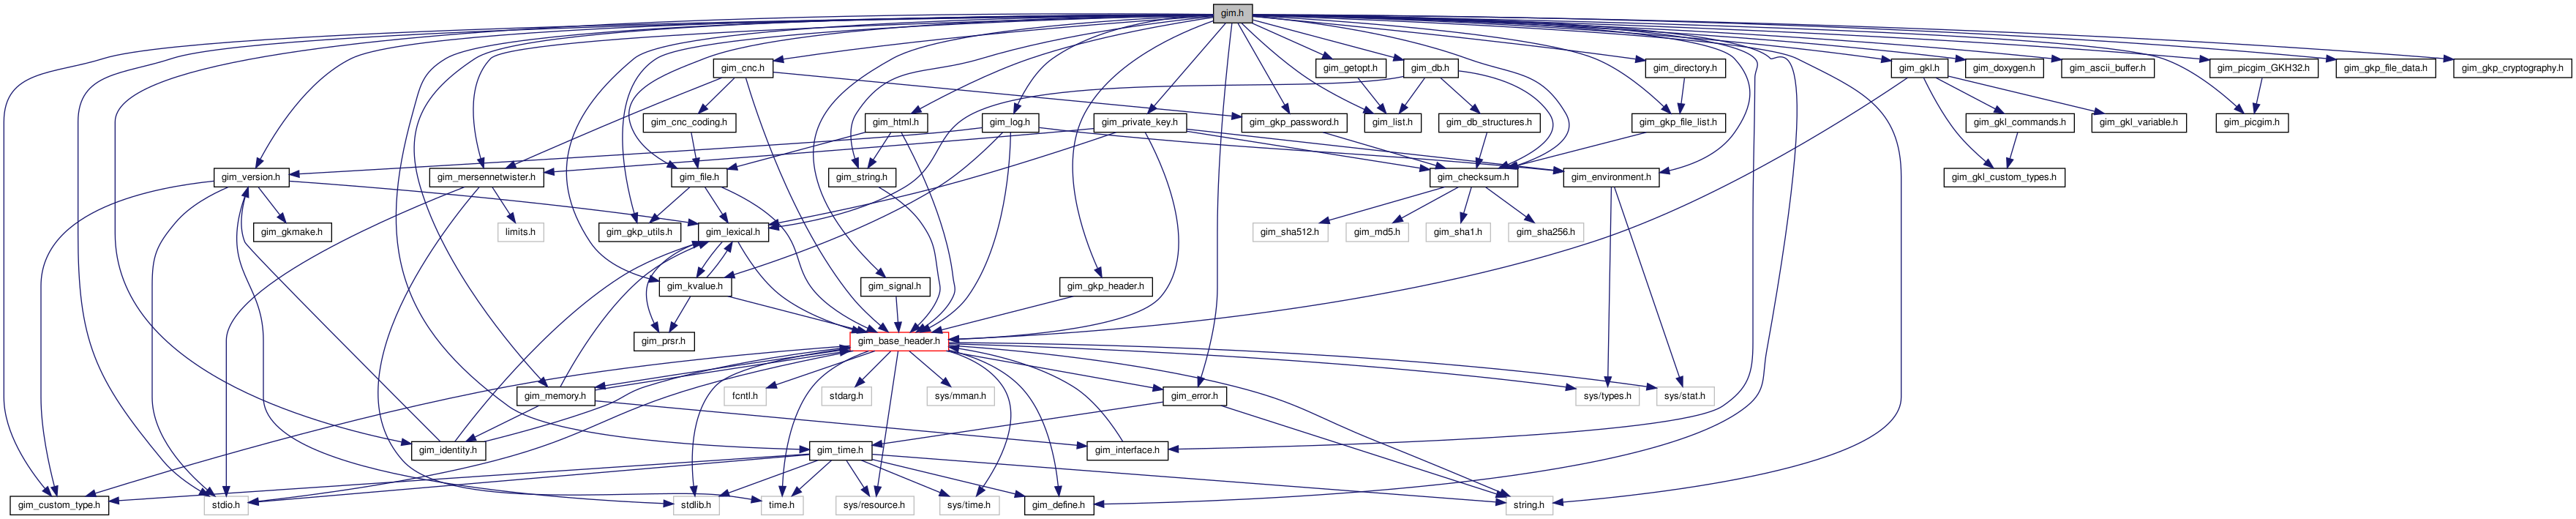 gim.h
gim_cnc.h
gim_getopt.h
gim_db.h
gim_directory.h
gim_gkl.h
gim_doxygen.h
gim_ascii_buffer.h
gim_picgim_GKH32.h
gim_gkp_file_data.h
gim_gkp_cryptography.h
gim_cnc_coding.h
gim_html.h
gim_log.h
gim_private_key.h
gim_gkp_password.h
gim_list.h
gim_db_structures.h
gim_gkp_file_list.h
gim_gkl_commands.h
gim_gkl_variable.h
gim_picgim.h
gim_version.h
gim_mersennetwister.h
gim_file.h
gim_string.h
gim_checksum.h
gim_environment.h
gim_gkl_custom_types.h
gim_gkmake.h
limits.h
gim_gkp_utils.h
gim_lexical.h
gim_sha512.h
gim_md5.h
gim_sha1.h
gim_sha256.h
gim_kvalue.h
gim_signal.h
gim_gkp_header.h
gim_prsr.h
gim_base_header.h
gim_memory.h
fcntl.h
stdarg.h
sys/mman.h
gim_error.h
sys/types.h
sys/stat.h
gim_identity.h
gim_time.h
gim_interface.h
gim_custom_type.h
stdio.h
stdlib.h
time.h
sys/resource.h
sys/time.h
gim_define.h
string.h